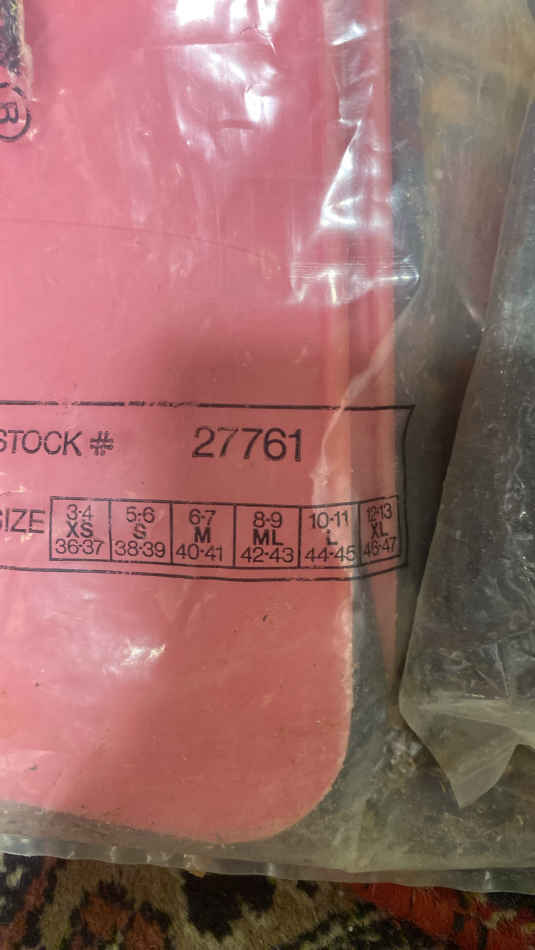 ®
STOCK # 27761
SIZE
3-4 5-6 6-7 8-9 10-11 12-13
XS S M ML L XL
36-37 38-39 40-41 42-43 44-45 46-47